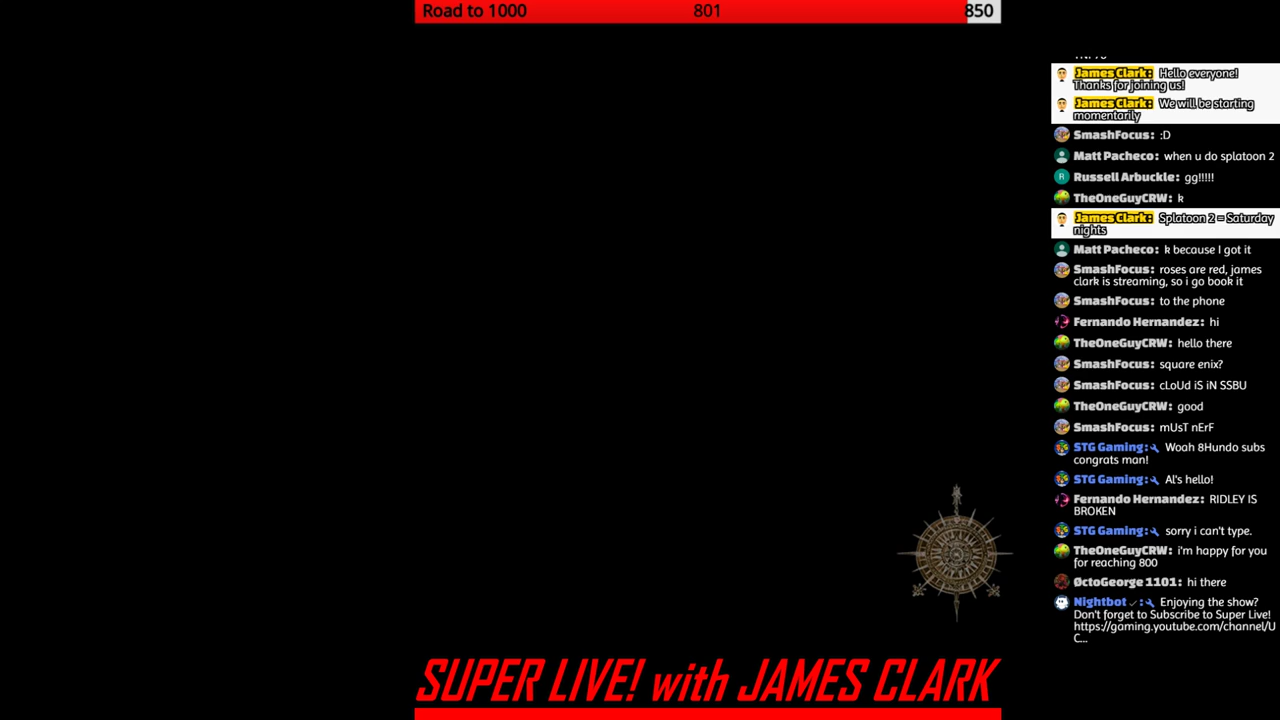 Road to 1000 801 850
James Clark: Hello everyone!
Thanks for joining us!
James Clark: We will be starting
momentarily
SmashFocus: :D
Matt Pacheco: when u do splatoon 2
R Russell Arbuckle: gg!!!!!
TheOneGuyCRW: k
James Clark: Splatoon 2 = Saturday
nights
Matt Pacheco: k because I got it
SmashFocus: roses are red, james
clark is streaming, so i go book it
SmashFocus: to the phone
Fernando Hernandez: hi
TheOneGuyCRW: hello there
SmashFocus: square enix?
SmashFocus: cLoUd iS iN SSBU
TheOneGuyCRW: good
SmashFocus: mUsT nErF
STG Gaming: Woah 8Hundo subs
congrats man!
STG Gaming: Al's hello!
Fernando Hernandez: RIDLEY IS
BROKEN
STG Gaming: sorry i can't type.
TheOneGuyCRW: i'm happy for you
for reaching 800
ØctoGeorge 1101: hi there
Nightbot ✓: Enjoying the show?
Don't forget to Subscribe to Super Live!
https://gaming.youtube.com/channel/U
C...
SUPER LIVE! with JAMES CLARK